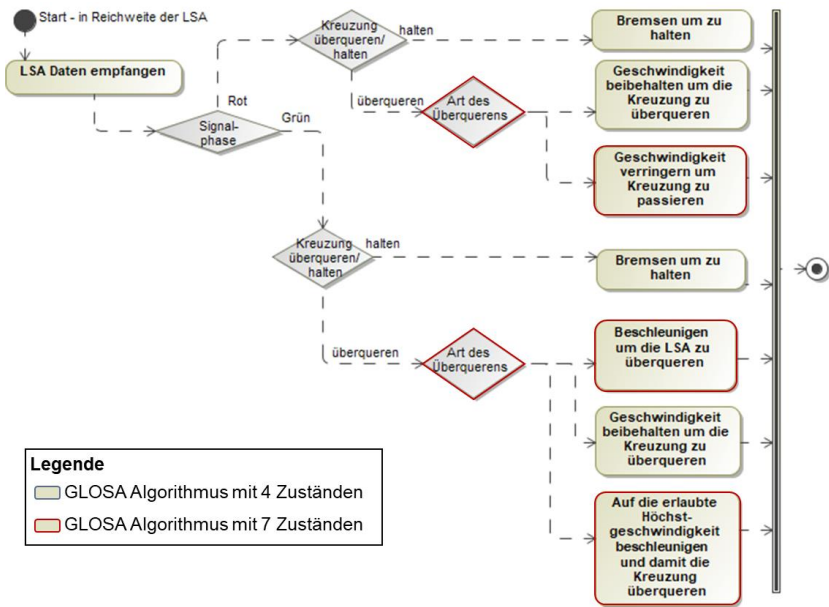 Start - in Reichweite der LSA
LSA Daten empfangen
Signal-
phase
Rot
Grün
Kreuzung
überqueren/
halten
halten
überqueren
Art des
Überquerens
Bremsen um zu
halten
Geschwindigkeit
beibehalten um die
Kreuzung zu
überqueren
Geschwindigkeit
verringern um
Kreuzung zu
passieren
Kreuzung
überqueren/
halten
halten
überqueren
Art des
Überquerens
Bremsen um zu
halten
Beschleunigen
um die LSA zu
überqueren
Geschwindigkeit
beibehalten um die
Kreuzung zu
überqueren
Auf die erlaubte
Höchst-
geschwindigkeit
beschleunigen
und damit die
Kreuzung
überqueren
Legende
GLOSA Algorithmus mit 4 Zuständen
GLOSA Algorithmus mit 7 Zuständen